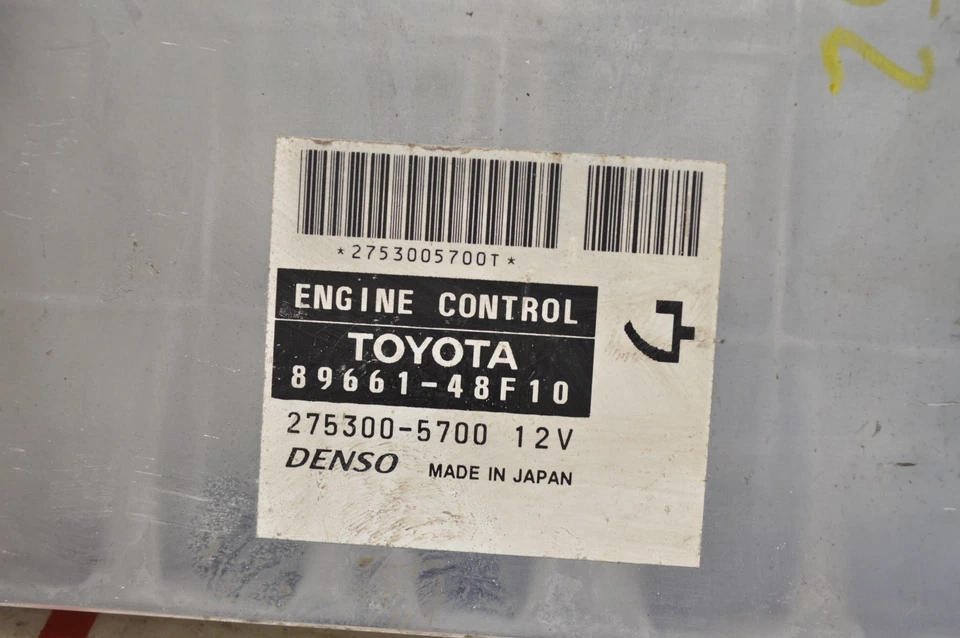 *2753005700T*
ENGINE CONTROL
TOYOTA
89661-48F10
275300-5700 12V
DENSO MADE IN JAPAN